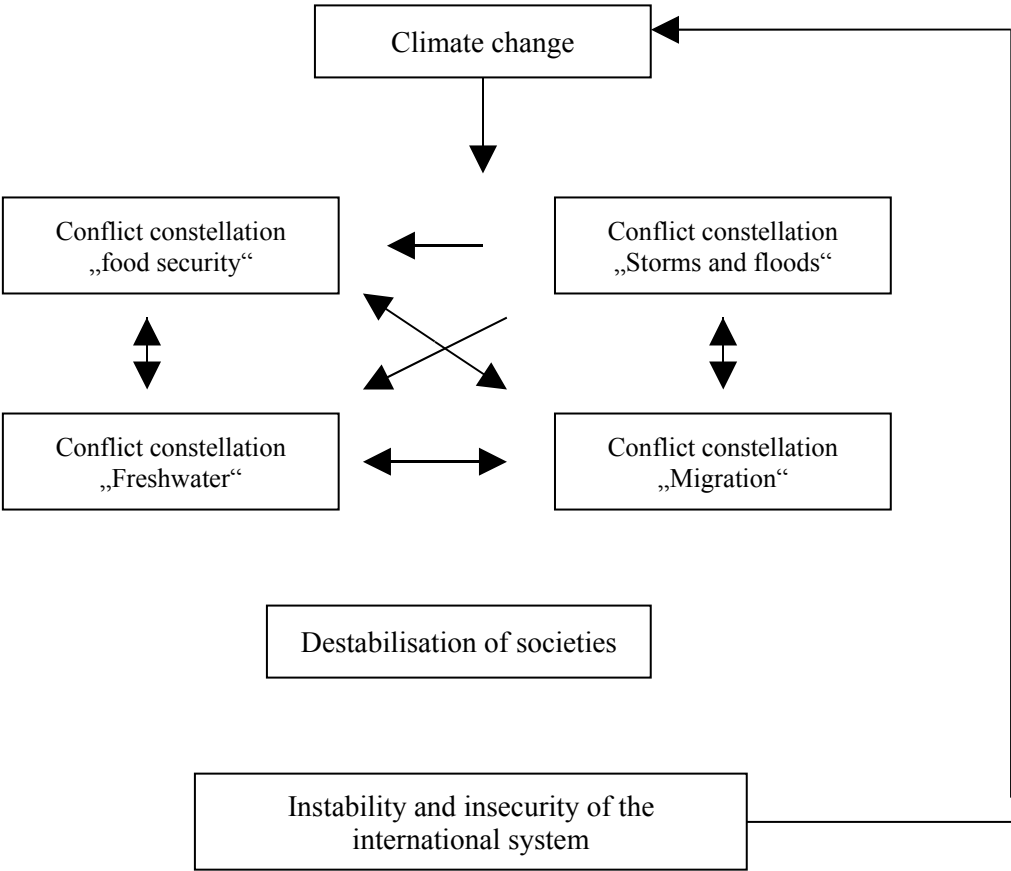 Climate change
Conflict constellation
„food security“
Conflict constellation
„Storms and floods“
Conflict constellation
„Freshwater“
Conflict constellation
„Migration“
Destabilisation of societies
Instability and insecurity of the
international system